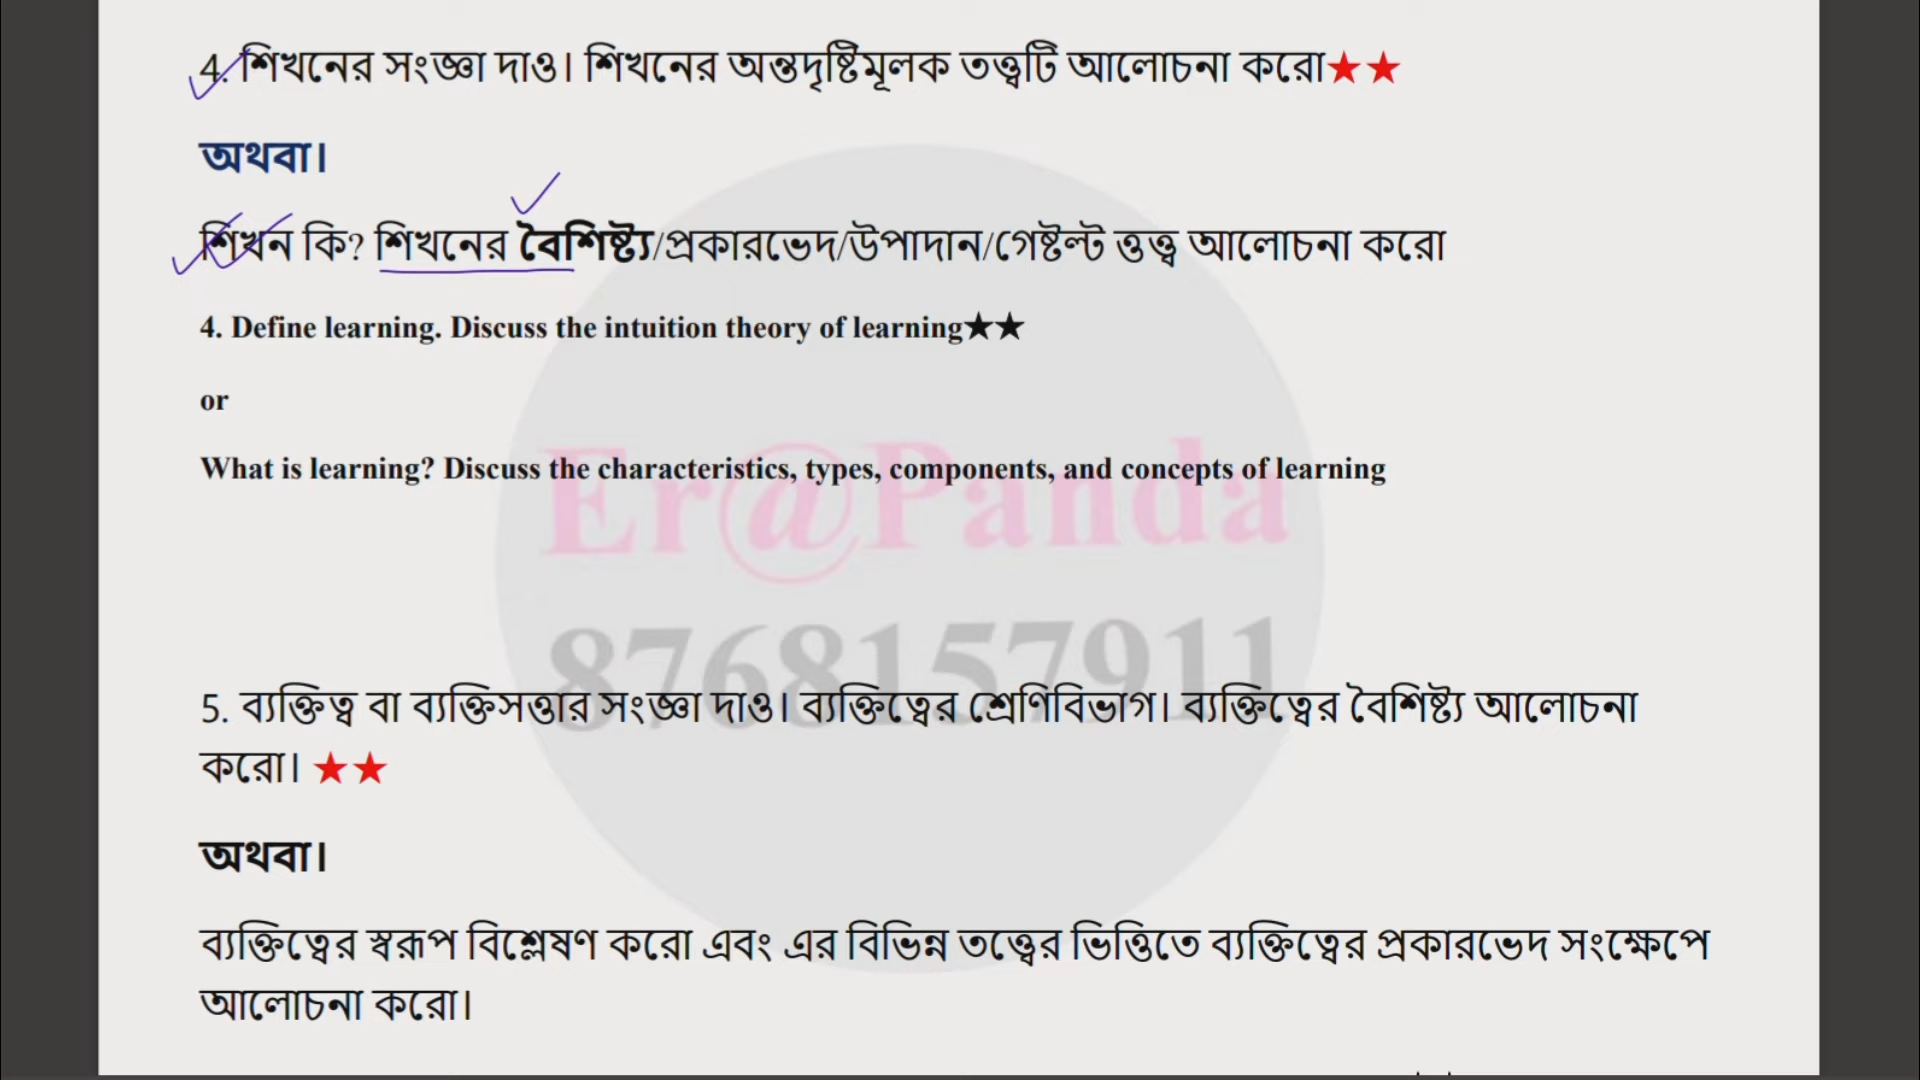 4. শিখনের সংজ্ঞা দাও। শিখনের অন্তদৃষ্টিমূলক তত্ত্বটি আলোচনা করো★★
অথবা।
শিখন কি? শিখনের বৈশিষ্ট্য/প্রকারভেদ/উপাদান/গেষ্টল্ট ত্তত্ত্ব আলোচনা করো
4. Define learning. Discuss the intuition theory of learning★★
or
What is learning? Discuss the characteristics, types, components, and concepts of learning
Er@Panda
8768157911
5. ব্যক্তিত্ব বা ব্যক্তিসত্তার সংজ্ঞা দাও। ব্যক্তিত্বের শ্রেণিবিভাগ। ব্যক্তিত্বের বৈশিষ্ট্য আলোচনা
করো। ★★
অথবা।
ব্যক্তিত্বের স্বরূপ বিশ্লেষণ করো এবং এর বিভিন্ন তত্ত্বের ভিত্তিতে ব্যক্তিত্বের প্রকারভেদ সংক্ষেপে
আলোচনা করো।